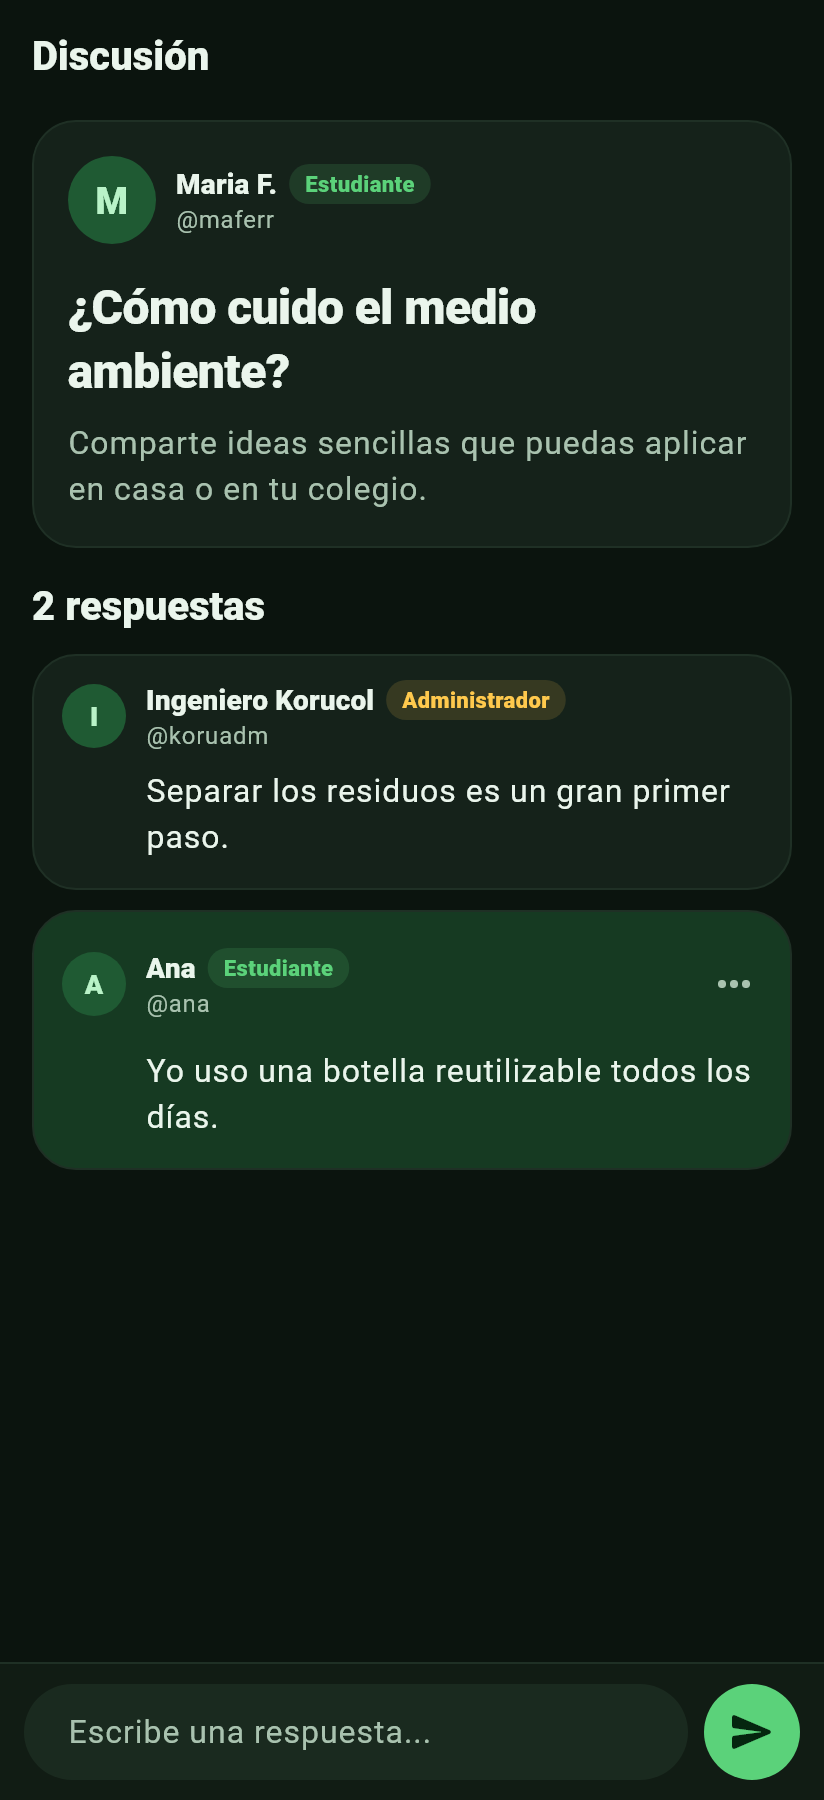 Discusión
M
Maria F. Estudiante
@maferr
¿Cómo cuido el medio
ambiente?
Comparte ideas sencillas que puedas aplicar
en casa o en tu colegio.
2 respuestas
I
Ingeniero Korucol Administrador
@koruadm
Separar los residuos es un gran primer
paso.
A
Ana Estudiante
@ana
Yo uso una botella reutilizable todos los
días.
Escribe una respuesta...